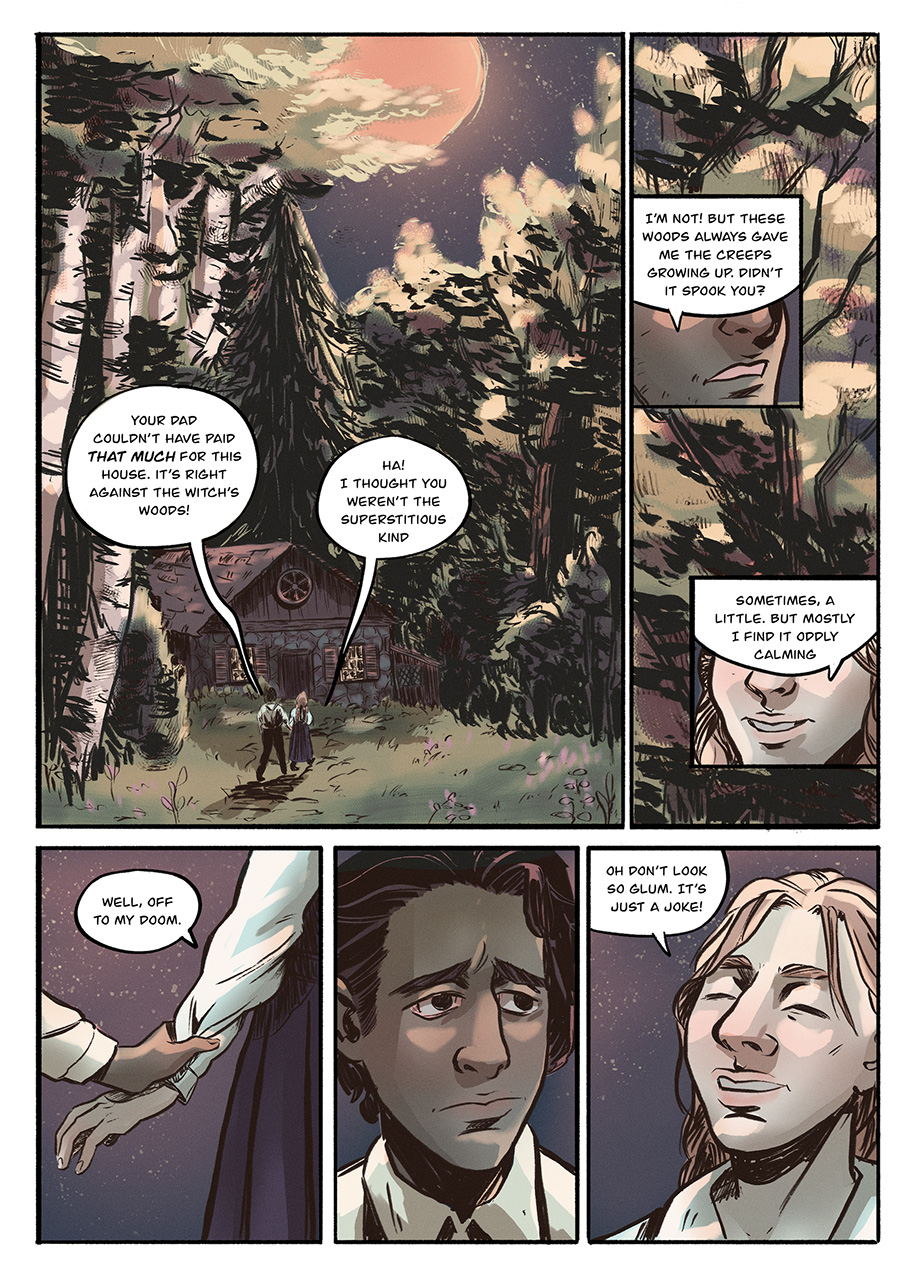 YOUR DAD
COULDN'T HAVE PAID
THAT MUCH FOR THIS
HOUSE. IT'S RIGHT
AGAINST THE WITCH'S
WOODS!
HA!
I THOUGHT YOU
WEREN'T THE
SUPERSTITIOUS
KIND
I'M NOT! BUT THESE
WOODS ALWAYS GAVE
ME THE CREEPS
GROWING UP. DIDN'T
IT SPOOK YOU?
SOMETIMES, A
LITTLE. BUT MOSTLY
I FIND IT ODDLY
CALMING
WELL, OFF
TO MY DOOM.
OH DON'T LOOK
SO GLUM. IT'S
JUST A JOKE!